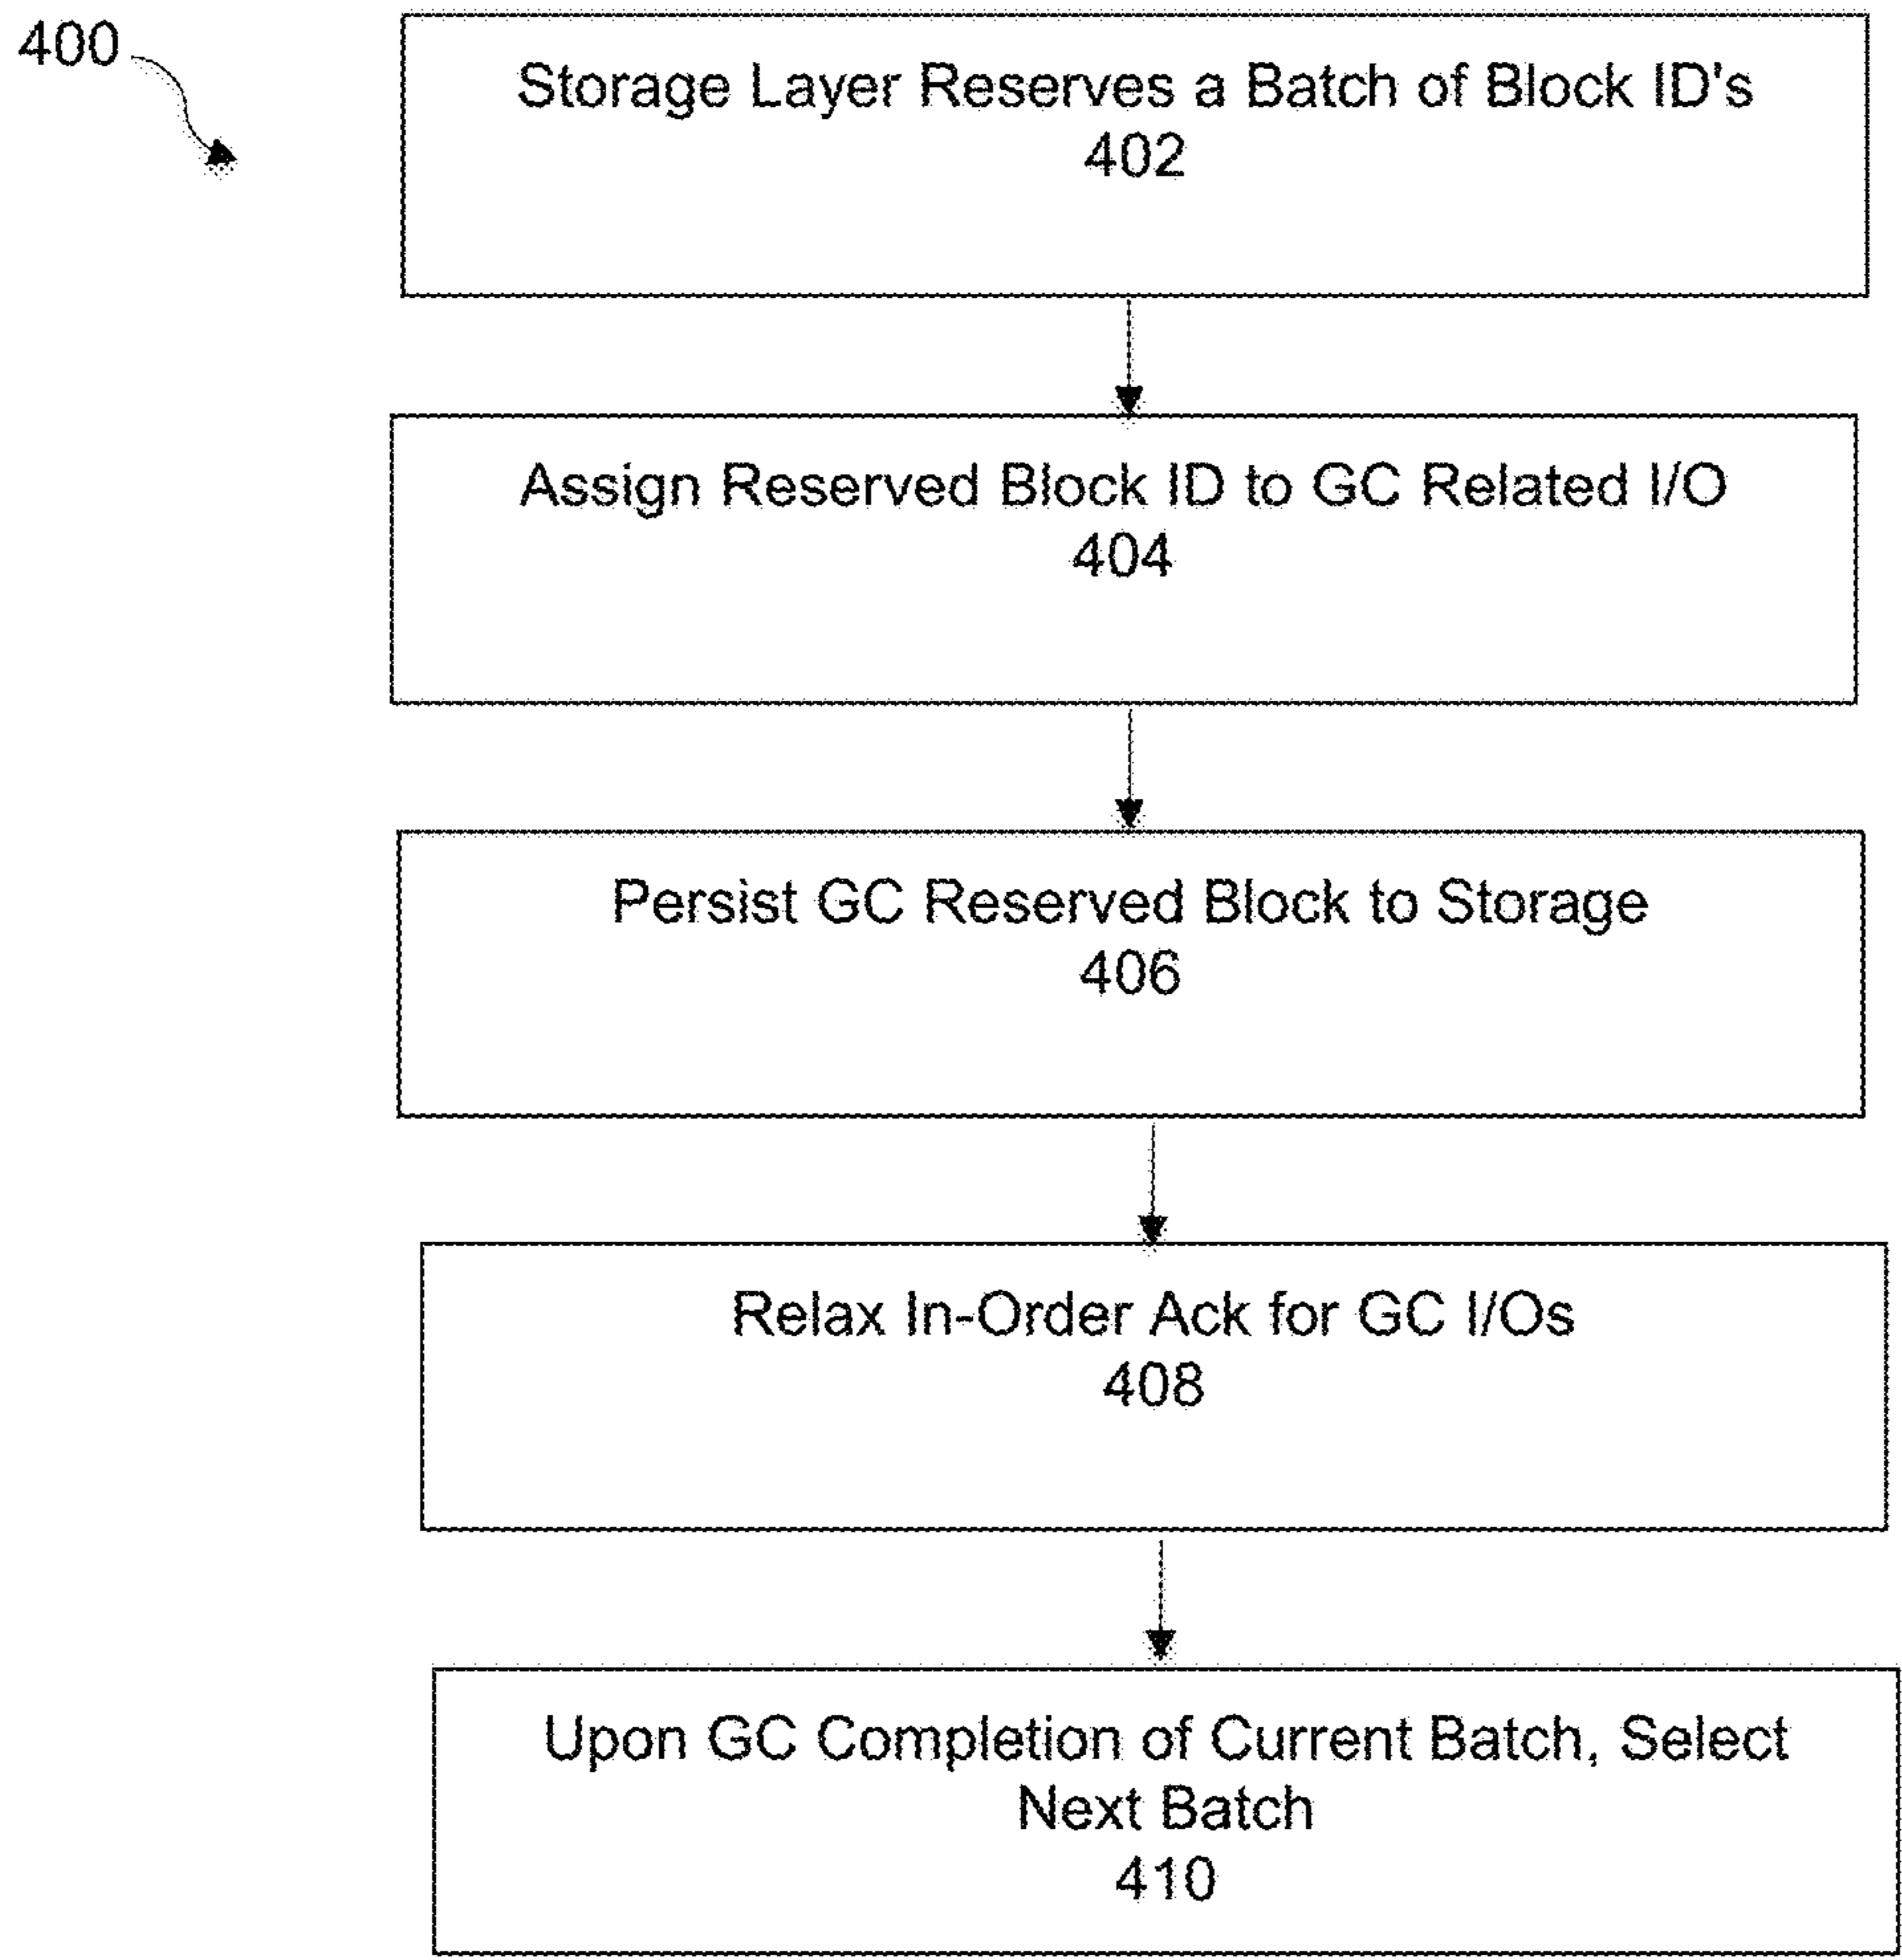 400
Storage Layer Reserves a Batch of Block ID's
402
Assign Reserved Block ID to GC Related I/O
404
Persist GC Reserved Block to Storage
406
Relax In-Order Ack for GC I/Os
408
Upon GC Completion of Current Batch, Select
Next Batch
410